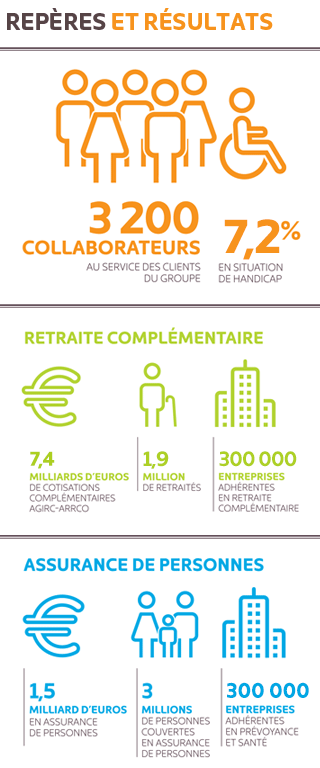 REPÈRES ET RÉSULTATS
3 200
COLLABORATEURS
AU SERVICE DES CLIENTS
DU GROUPE
7,2%
EN SITUATION
DE HANDICAP
RETRAITE COMPLÉMENTAIRE
7,4
MILLIARDS D'EUROS
DE COTISATIONS
COMPLÉMENTAIRES
AGIRC-ARRCO
1,9
MILLION
DE RETRAITÉS
300 000
ENTREPRISES
ADHÉRENTES
EN RETRAITE
COMPLÉMENTAIRE
ASSURANCE DE PERSONNES
1,5
MILLIARD D'EUROS
EN ASSURANCE
DE PERSONNES
3
MILLIONS
DE PERSONNES
COUVERTES
EN ASSURANCE
DE PERSONNES
300 000
ENTREPRISES
ADHÉRENTES
EN PRÉVOYANCE
ET SANTÉ